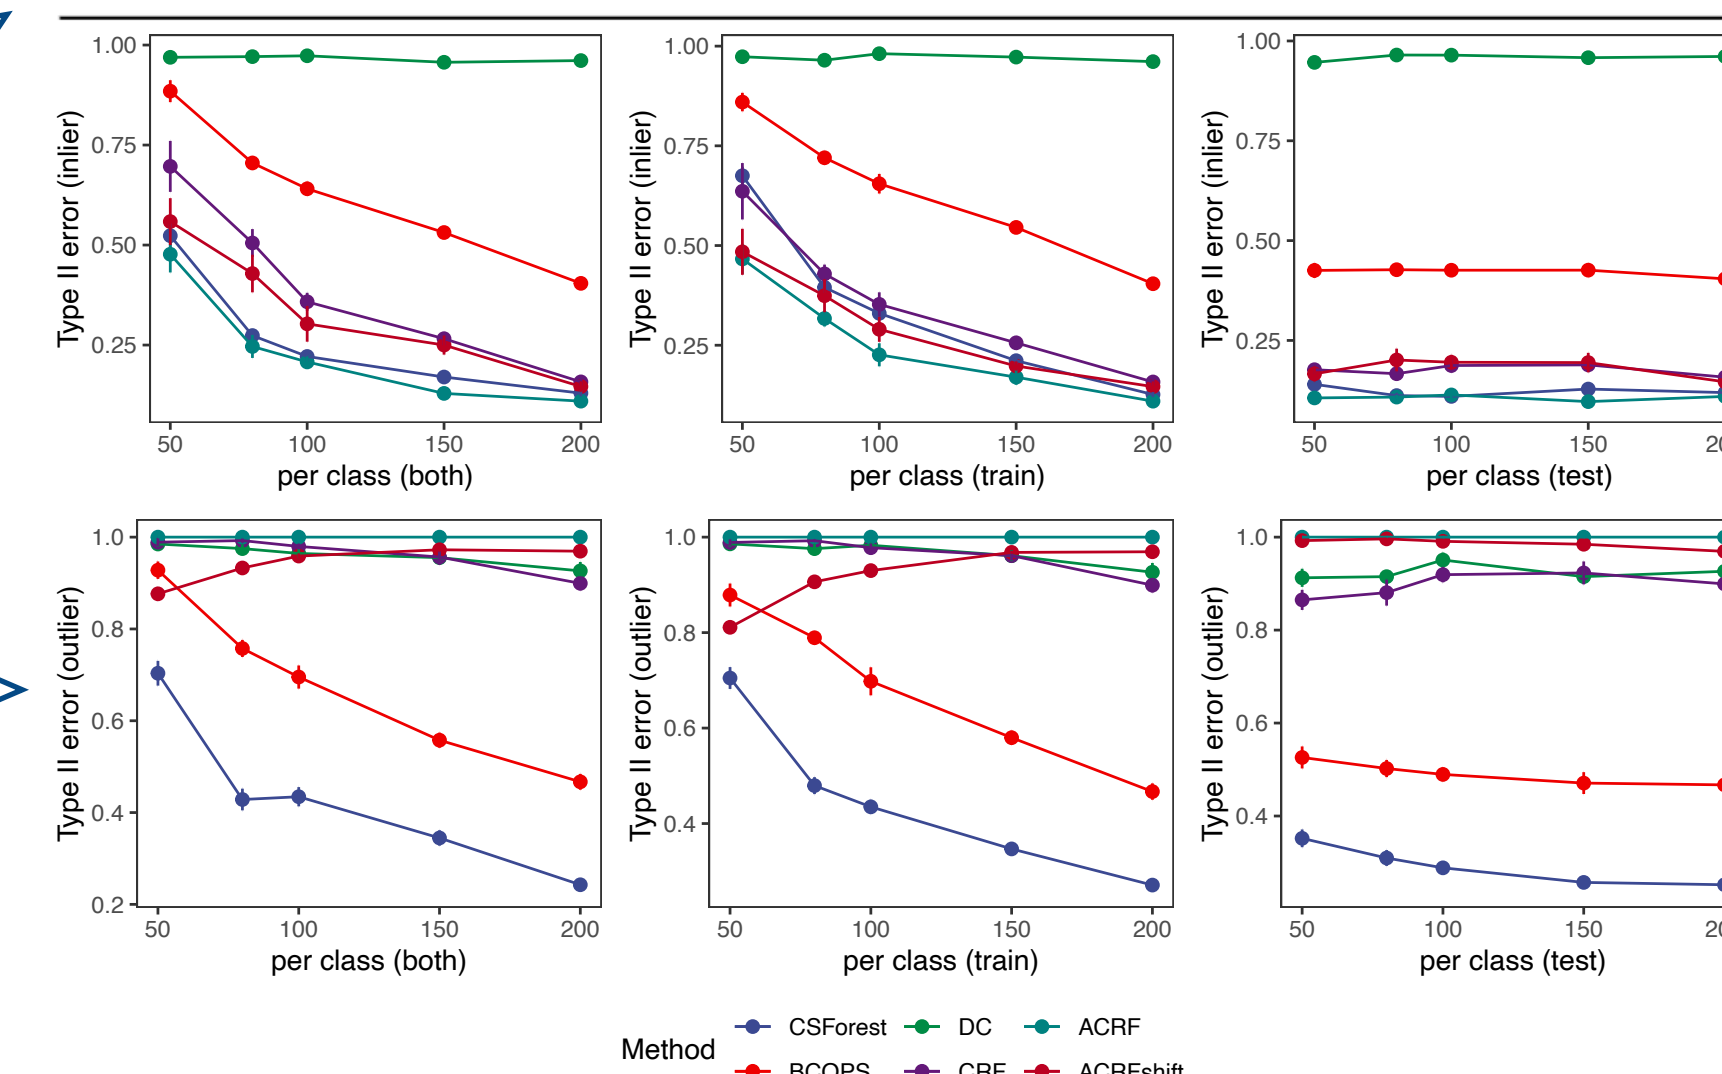 1.00
0.75
0.50
0.25
Type II error (inlier)
50 100 150 200
per class (both)
1.00
0.75
0.50
0.25
Type II error (inlier)
50 100 150 200
per class (train)
1.00
0.75
0.50
0.25
Type II error (inlier)
50 100 150 20
per class (test)
1.0
0.8
0.6
0.4
0.2
Type II error (outlier)
50 100 150 200
per class (both)
1.0
0.8
0.6
0.4
Type II error (outlier)
50 100 150 200
per class (train)
1.0
0.8
0.6
0.4
Type II error (outlier)
50 100 150 20
per class (test)
Method
CSForest DC ACRF
BCOPS CRF ACRFshift